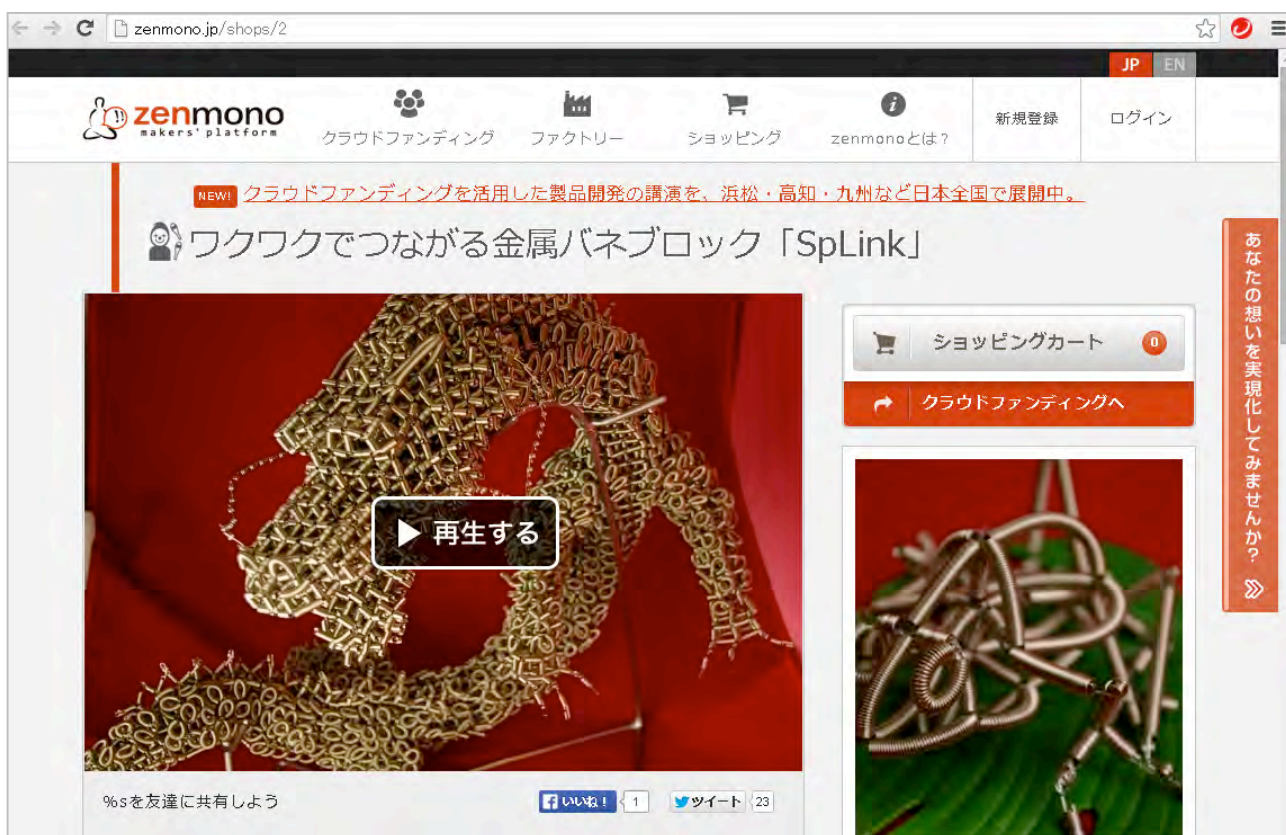 zenmono.jp/shops/2
JP EN
zenmono
makers' platform
クラウドファンディング
ファクトリー
ショッピング
zenmonoとは?
新規登録
ログイン
NEW! クラウドファンディングを活用した製品開発の講演を、浜松・高知・九州など日本全国で展開中。
ワクワクでつながる金属バネブロック「SpLink」
▶ 再生する
ショッピングカート 0
クラウドファンディングへ
あなたの想いを実現化してみませんか?
%sを友達に共有しよう
いいね! 1
ツイート 23